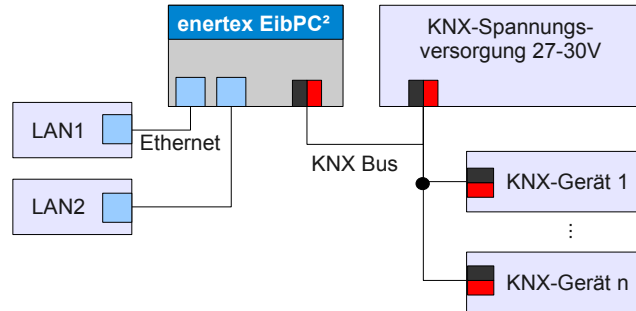 enertex EibPC²
KNX-Spannungs-
versorgung 27-30V
LAN1
Ethernet
KNX Bus
LAN2
KNX-Gerät 1
...
KNX-Gerät n